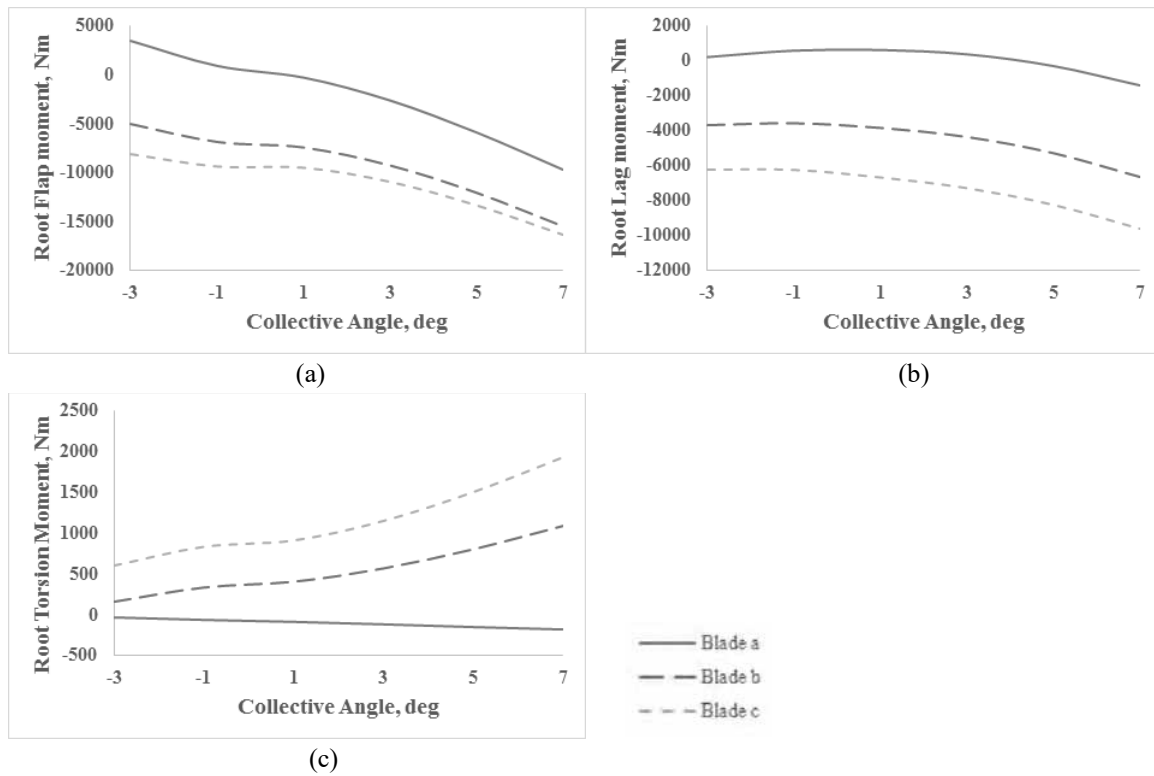 5000
0
-5000
-10000
-15000
-20000
Root Flap moment, Nm
-3 -1 1 3 5 7
Collective Angle, deg
(a)
2000
0
-2000
-4000
-6000
-8000
-10000
-12000
Root Lag moment, Nm
-3 -1 1 3 5 7
Collective Angle, deg
(b)
2500
2000
1500
1000
500
0
-500
Root Torsion Moment, Nm
-3 -1 1 3 5 7
Collective Angle, deg
(c)
Blade a
Blade b
Blade c